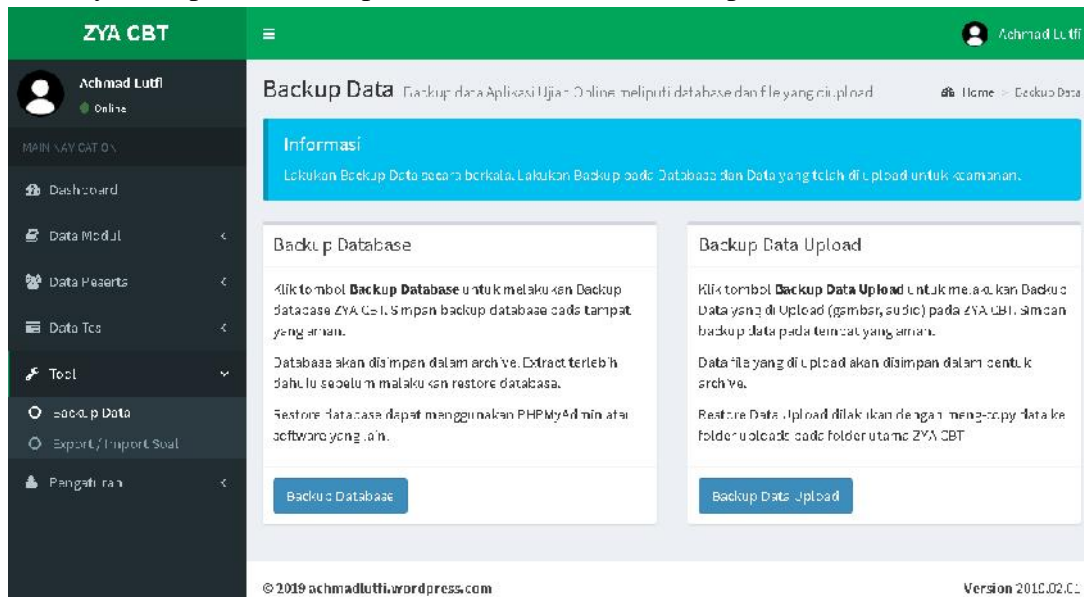 ZYA CBT
Achmad Lutfi
Achmad Lutfi
Online
MAIN NAVIGATION
Dashboard
Data Modul
Data Peserta
Data Tes
Tool
Backup Data
Export / Import Soal
Pengaturan
Backup Data Backup data Aplikasi Ujian Online meliputi database dan file yang diupload
Home > Backup Data
Informasi
Lakukan Backup Data secara berkala. Lakukan Backup pada Database dan Data yang telah di upload untuk keamanan.
Backup Database
Klik tombol Backup Database untuk melakukan Backup
database ZYA CBT. Simpan backup database pada tempat
yang aman.
Database akan disimpan dalam archive. Extract terlebih
dahulu sebelum melakukan restore database.
Restore database dapat menggunakan PHPMyAdmin atau
software yang lain.
Backup Database
Backup Data Upload
Klik tombol Backup Data Upload untuk melakukan Backup
Data yang di Upload (gambar, audio) pada ZYA CBT. Simpan
backup data pada tempat yang aman.
Data file yang di upload akan disimpan dalam bentuk
archive.
Restore Data Upload dilakukan dengan meng-copy data ke
folder uploads pada folder utama ZYA CBT
Backup Data Upload
© 2019 achmadlutfi.wordpress.com
Version